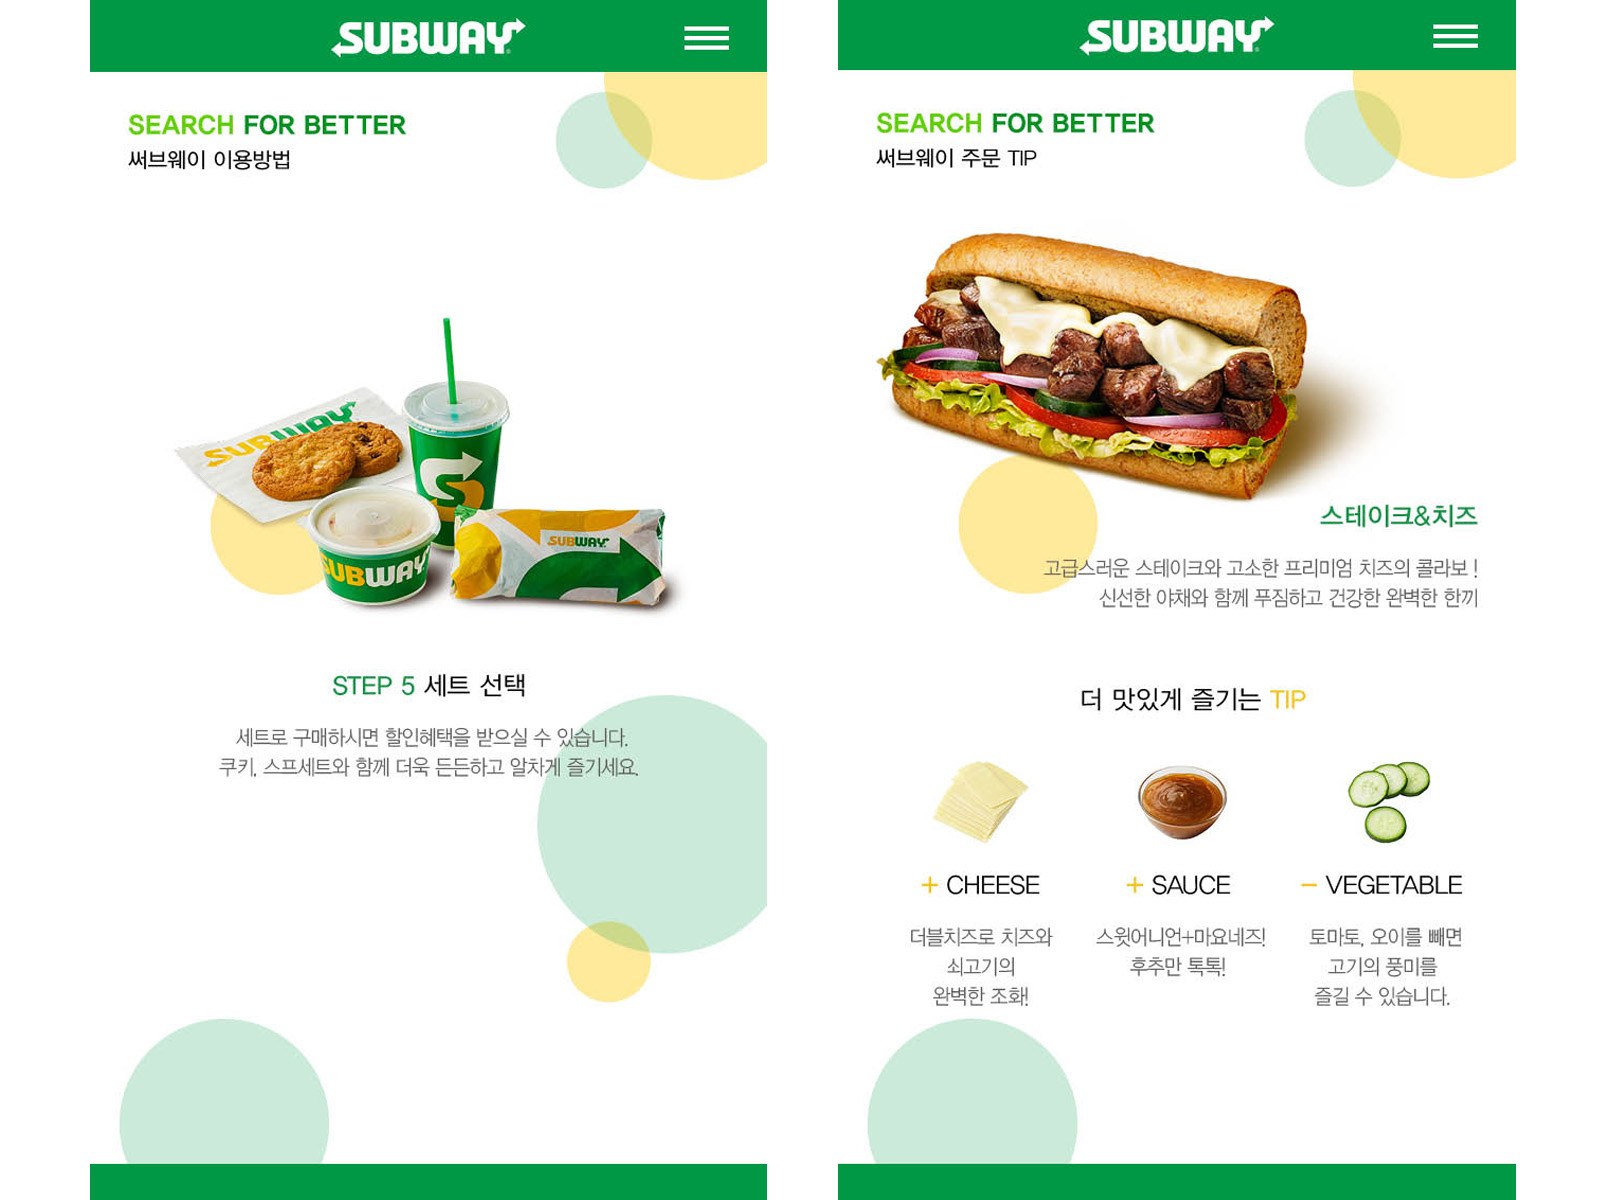 SUBWAY
SEARCH FOR BETTER
써브웨이 이용방법
SUBWAY
SUBWAY
SUBWAY
STEP 5 세트 선택
세트로 구매하시면 할인혜택을 받으실 수 있습니다.
쿠키, 스프세트와 함께 더욱 든든하고 알차게 즐기세요.
SUBWAY
SEARCH FOR BETTER
써브웨이 주문 TIP
스테이크&치즈
고급스러운 스테이크와 고소한 프리미엄 치즈의 콜라보 !
신선한 야채와 함께 푸짐하고 건강한 완벽한 한끼
더 맛있게 즐기는 TIP
+ CHEESE
더블치즈로 치즈와
쇠고기의
완벽한 조화!
+ SAUCE
스윗어니언+마요네즈!
후추만 톡톡!
− VEGETABLE
토마토, 오이를 빼면
고기의 풍미를
즐길 수 있습니다.